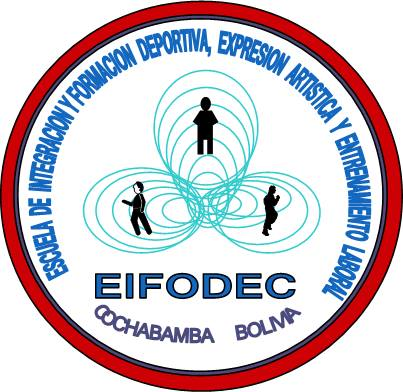 ESCUELA DE INTEGRACION Y FORMACION DEPORTIVA, EXPRESION ARTISTICA Y ENTRENAMIENTO LABORAL
EIFODEC
COCHABAMBA BOLIVIA